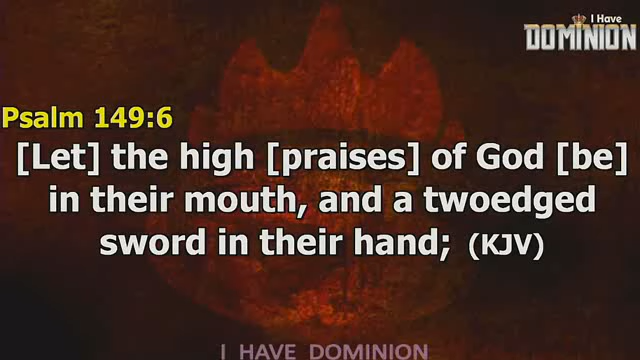 I Have
DOMINION
Psalm 149:6
[Let] the high [praises] of God [be]
in their mouth, and a twoedged
sword in their hand; (KJV)
I HAVE DOMINION